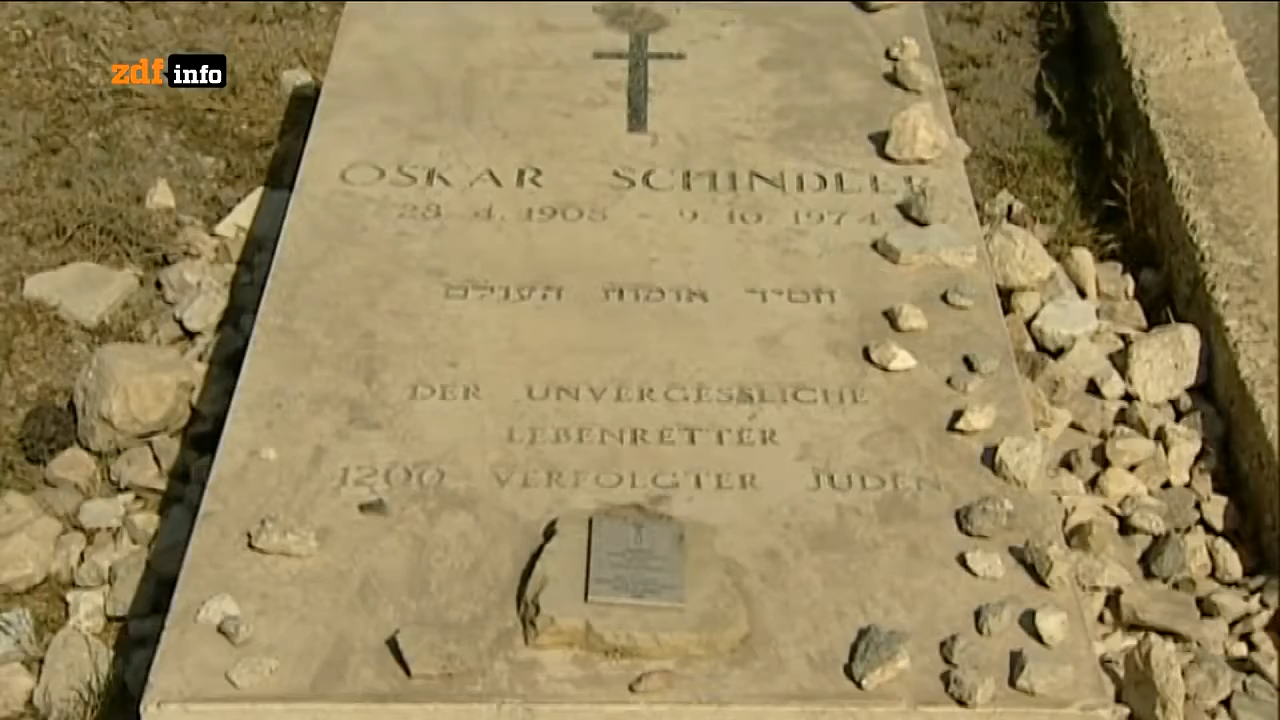 zdf info
OSKAR SCHINDLER
28.4.1908 - 9.10.1974
חסיד אומות העולם
DER UNVERGESSLICHE
LEBENRETTER
1200 VERFOLGTER JUDEN